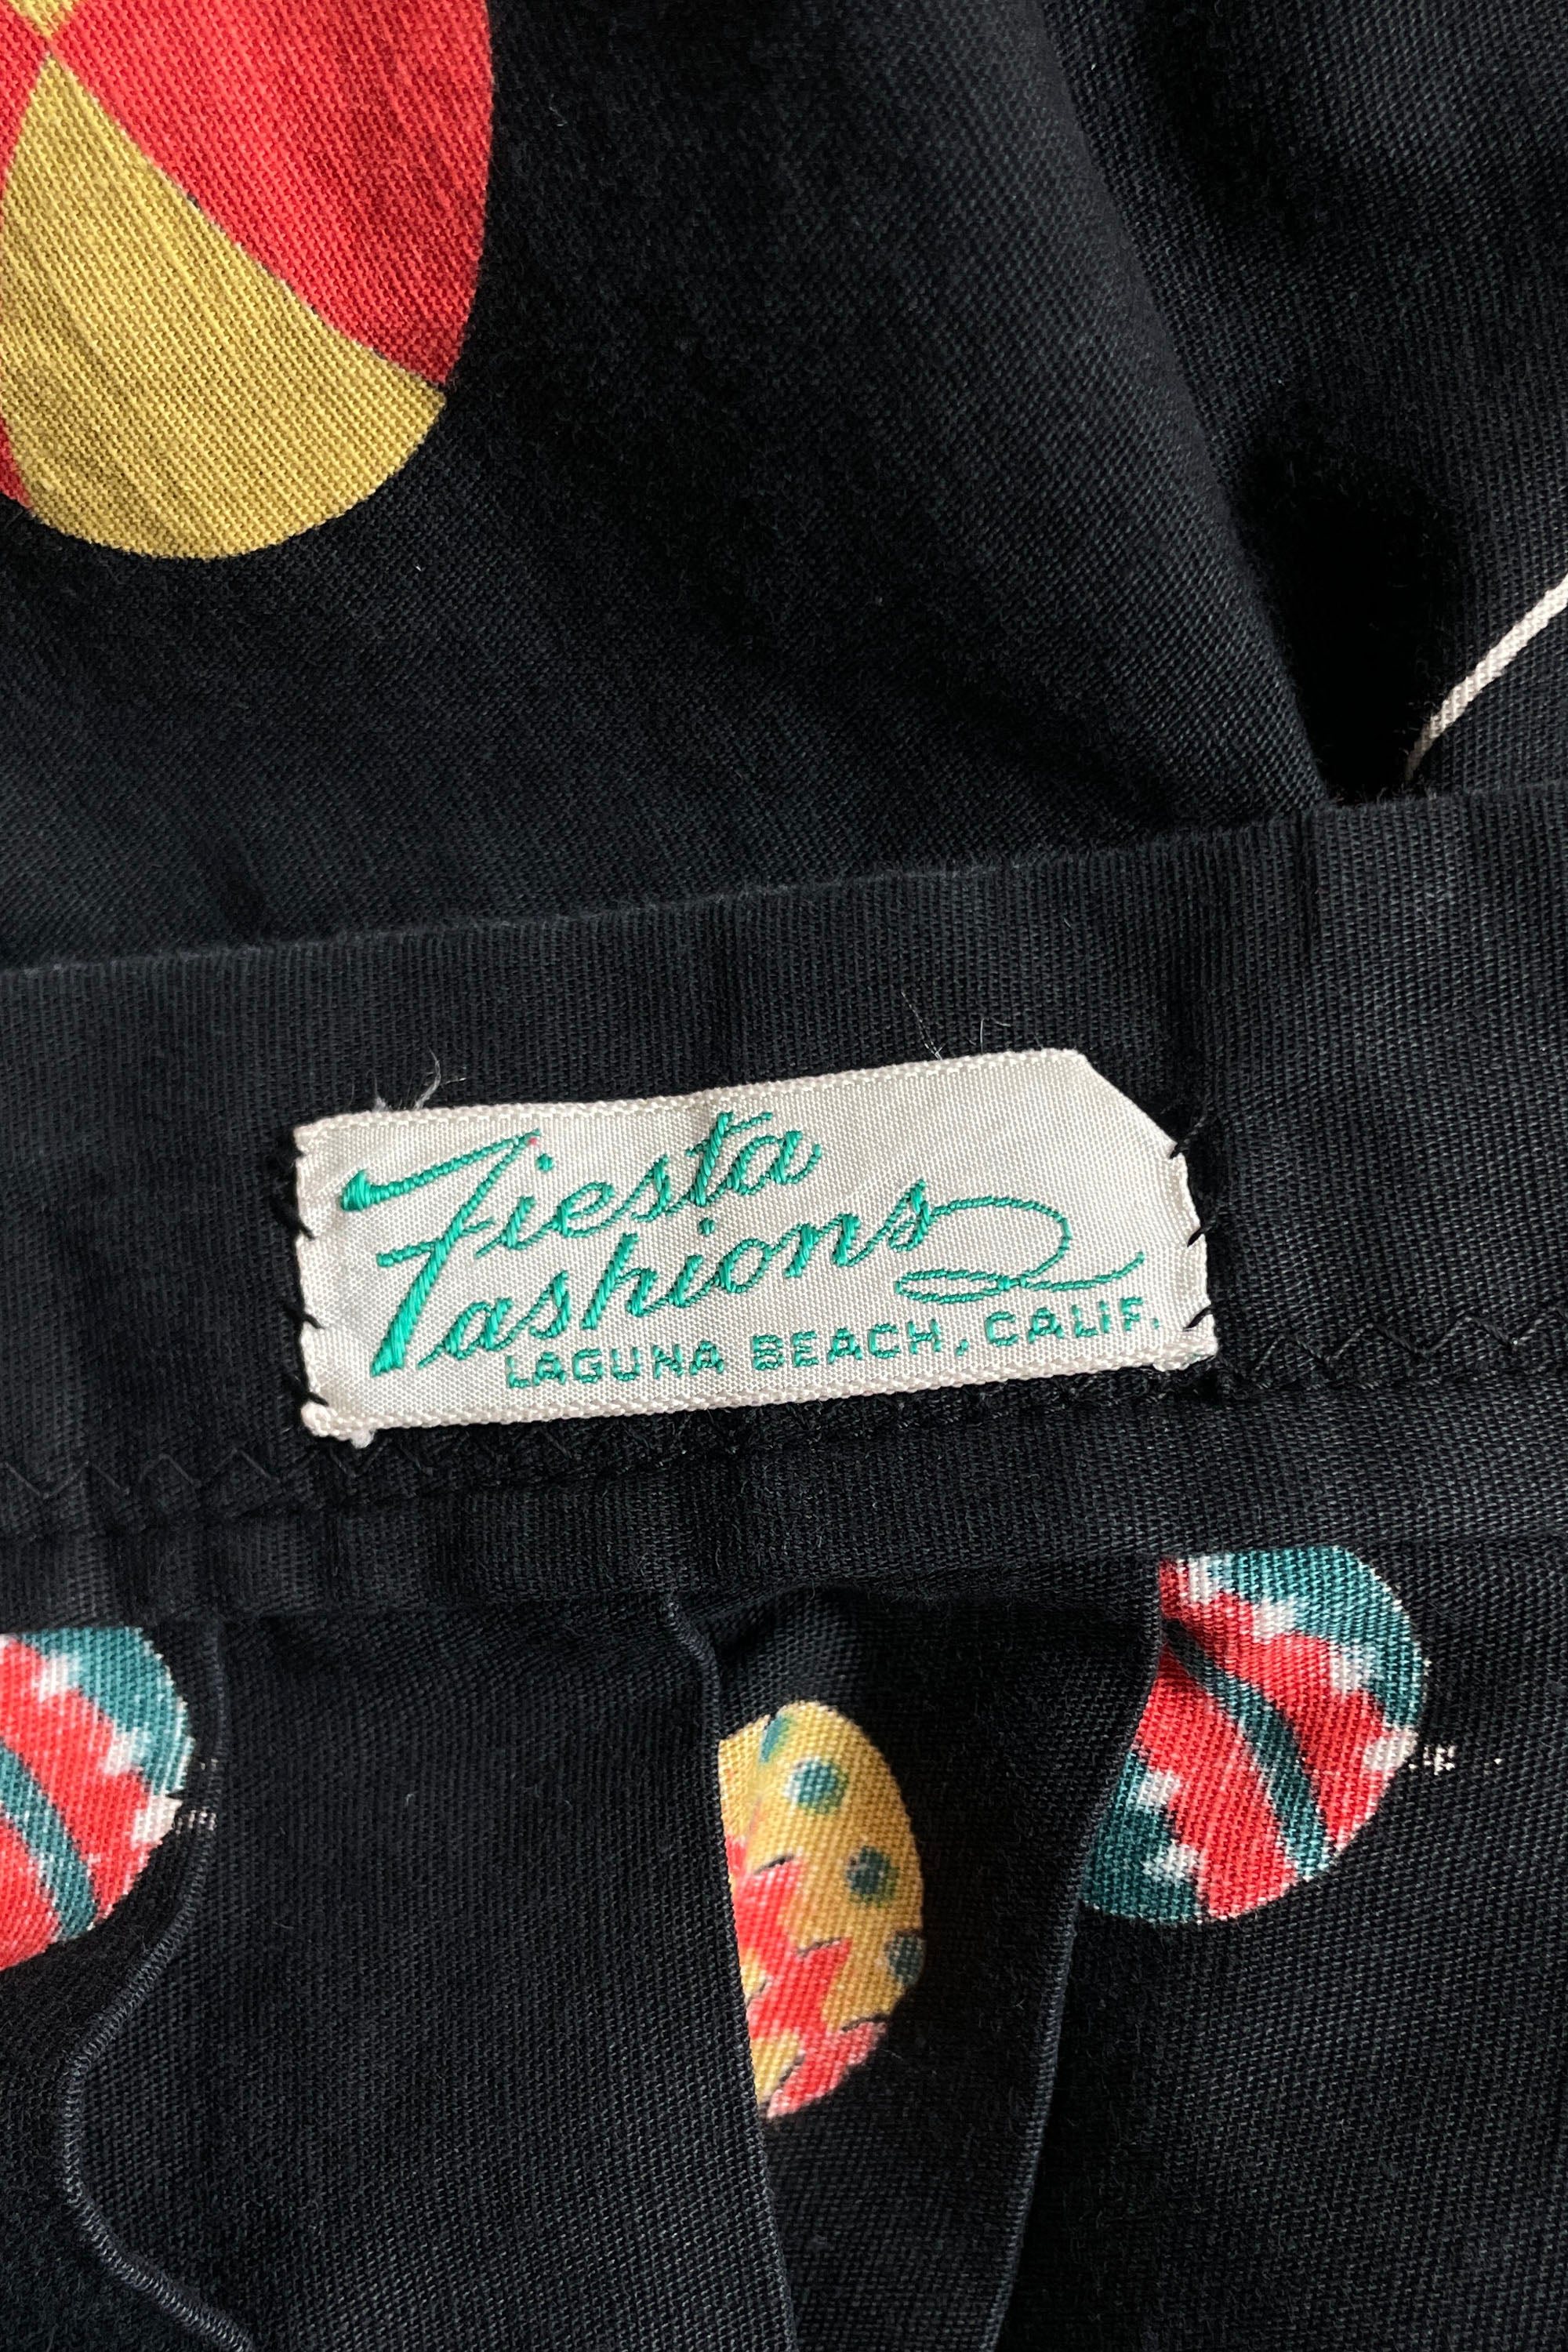 Fiesta
Fashions
LAGUNA BEACH, CALIF.